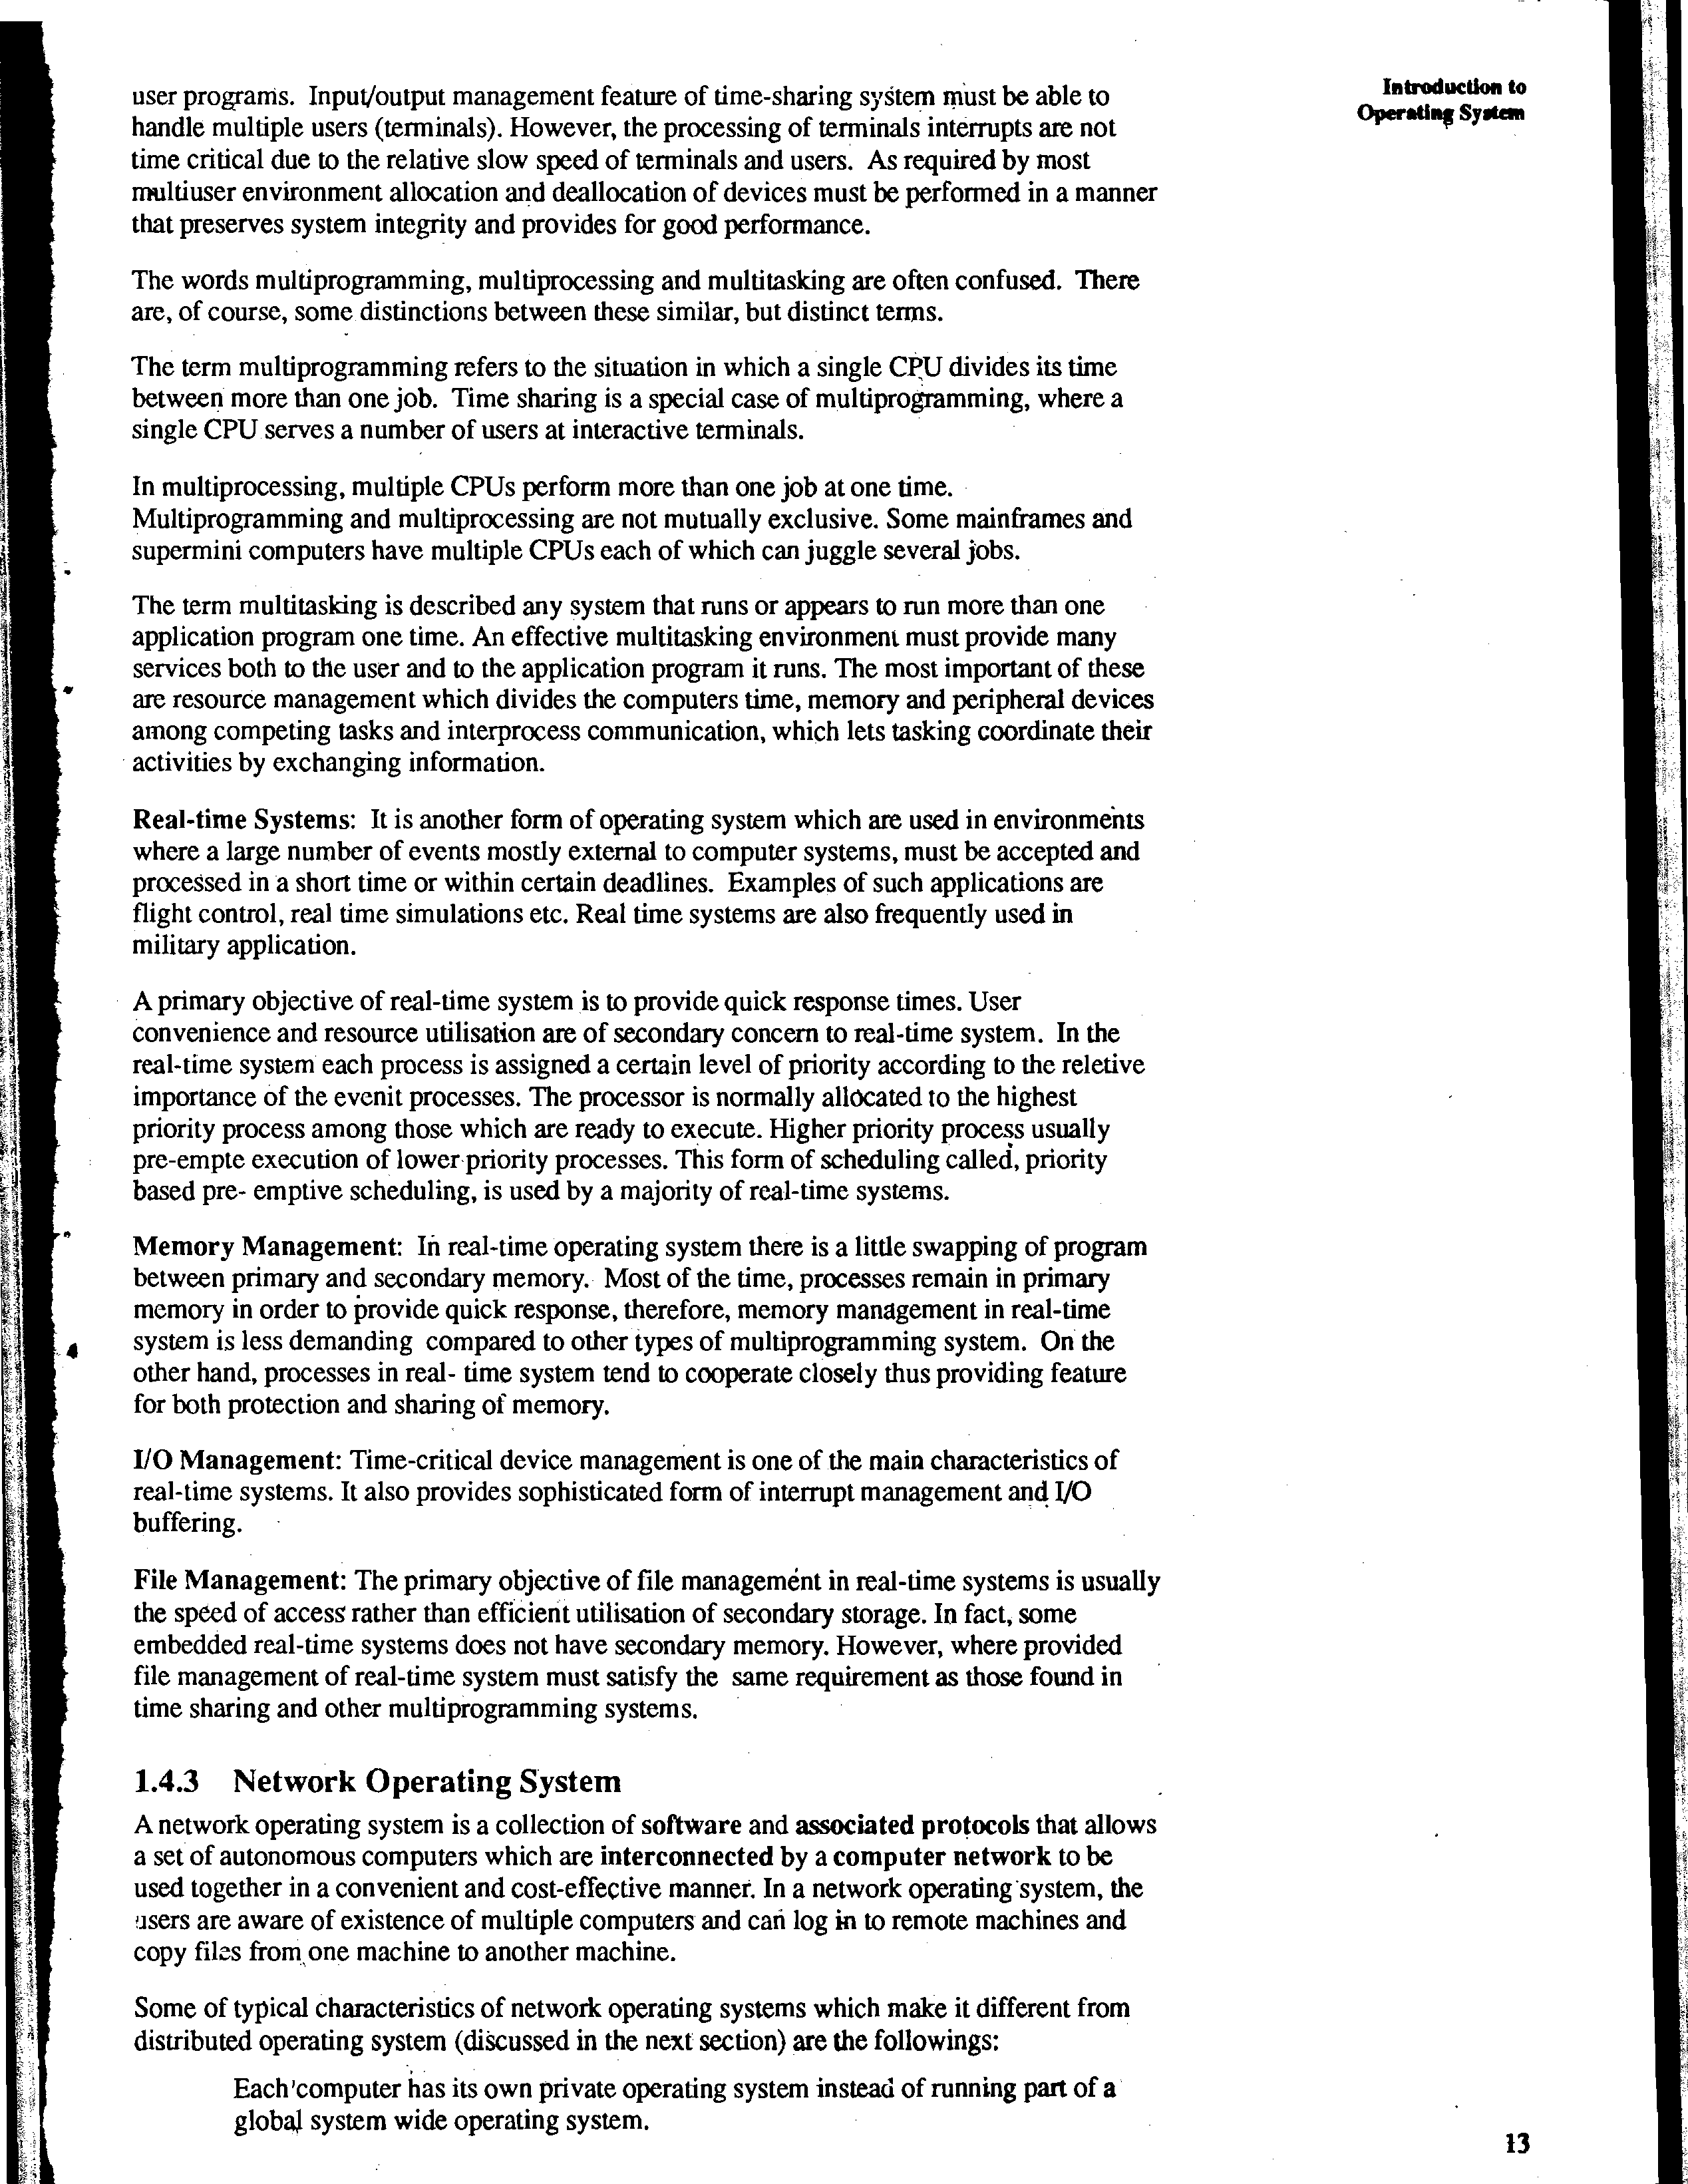 Introduction to
Operating System
user programs. Input/output management feature of time-sharing system must be able to
handle multiple users (terminals). However, the processing of terminals interrupts are not
time critical due to the relative slow speed of terminals and users. As required by most
multiuser environment allocation and deallocation of devices must be performed in a manner
that preserves system integrity and provides for good performance.
The words multiprogramming, multiprocessing and multitasking are often confused. There
are, of course, some distinctions between these similar, but distinct terms.
The term multiprogramming refers to the situation in which a single CPU divides its time
between more than one job. Time sharing is a special case of multiprogramming, where a
single CPU serves a number of users at interactive terminals.
In multiprocessing, multiple CPUs perform more than one job at one time.
Multiprogramming and multiprocessing are not mutually exclusive. Some mainframes and
supermini computers have multiple CPUs each of which can juggle several jobs.
The term multitasking is described any system that runs or appears to run more than one
application program one time. An effective multitasking environment must provide many
services both to the user and to the application program it runs. The most important of these
are resource management which divides the computers time, memory and peripheral devices
among competing tasks and interprocess communication, which lets tasking coordinate their
activities by exchanging information.
Real-time Systems: It is another form of operating system which are used in environments
where a large number of events mostly external to computer systems, must be accepted and
processed in a short time or within certain deadlines. Examples of such applications are
flight control, real time simulations etc. Real time systems are also frequently used in
military application.
A primary objective of real-time system is to provide quick response times. User
convenience and resource utilisation are of secondary concern to real-time system. In the
real-time system each process is assigned a certain level of priority according to the reletive
importance of the evenit processes. The processor is normally allocated to the highest
priority process among those which are ready to execute. Higher priority process usually
pre-empte execution of lower priority processes. This form of scheduling called, priority
based pre- emptive scheduling, is used by a majority of real-time systems.
Memory Management: In real-time operating system there is a little swapping of program
between primary and secondary memory. Most of the time, processes remain in primary
memory in order to provide quick response, therefore, memory management in real-time
system is less demanding compared to other types of multiprogramming system. On the
other hand, processes in real- time system tend to cooperate closely thus providing feature
for both protection and sharing of memory.
I/O Management: Time-critical device management is one of the main characteristics of
real-time systems. It also provides sophisticated form of interrupt management and I/O
buffering.
File Management: The primary objective of file management in real-time systems is usually
the speed of access rather than efficient utilisation of secondary storage. In fact, some
embedded real-time systems does not have secondary memory. However, where provided
file management of real-time system must satisfy the same requirement as those found in
time sharing and other multiprogramming systems.
1.4.3 Network Operating System
A network operating system is a collection of software and associated protocols that allows
a set of autonomous computers which are interconnected by a computer network to be
used together in a convenient and cost-effective manner. In a network operating system, the
users are aware of existence of multiple computers and can log in to remote machines and
copy files from one machine to another machine.
Some of typical characteristics of network operating systems which make it different from
distributed operating system (discussed in the next section) are the followings:
Each computer has its own private operating system instead of running part of a
global system wide operating system.
13